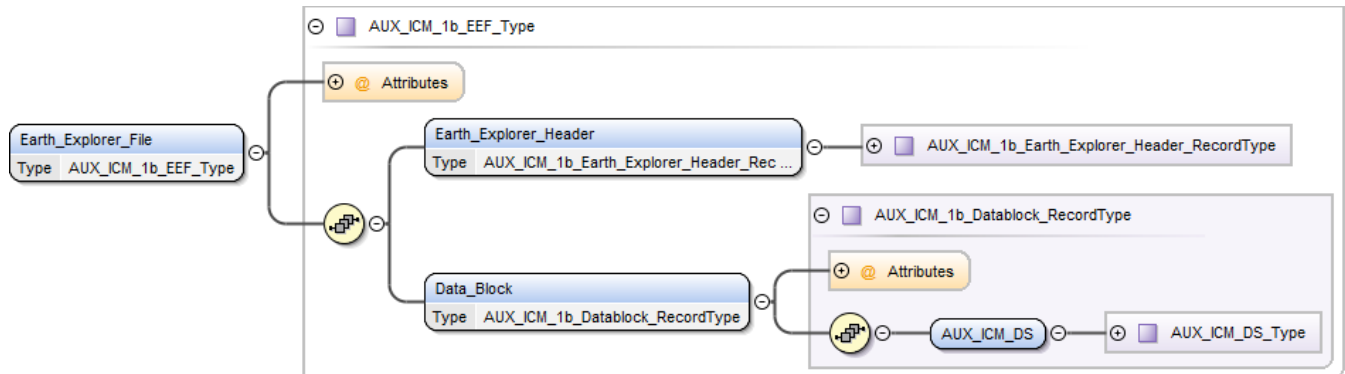 AUX_ICM_1b_EEF_Type
@ Attributes
Earth_Explorer_File
Type AUX_ICM_1b_EEF_Type
Earth_Explorer_Header
Type AUX_ICM_1b_Earth_Explorer_Header_Rec ...
AUX_ICM_1b_Earth_Explorer_Header_RecordType
AUX_ICM_1b_Datablock_RecordType
@ Attributes
Data_Block
Type AUX_ICM_1b_Datablock_RecordType
AUX_ICM_DS
AUX_ICM_DS_Type